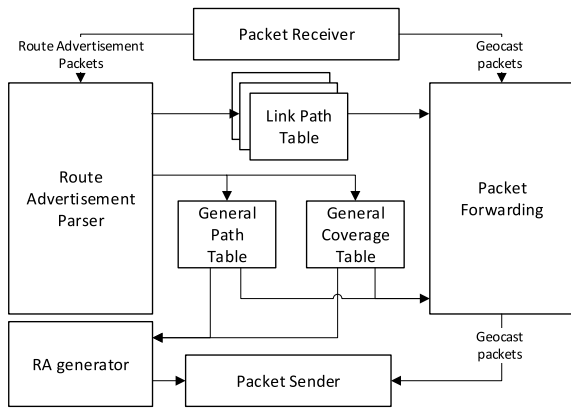 Packet Receiver
Route Advertisement
Packets
Geocast
packets
Link Path
Table
Route
Advertisement
Parser
Packet
Forwarding
General
Path
Table
General
Coverage
Table
RA generator
Packet Sender
Geocast
packets